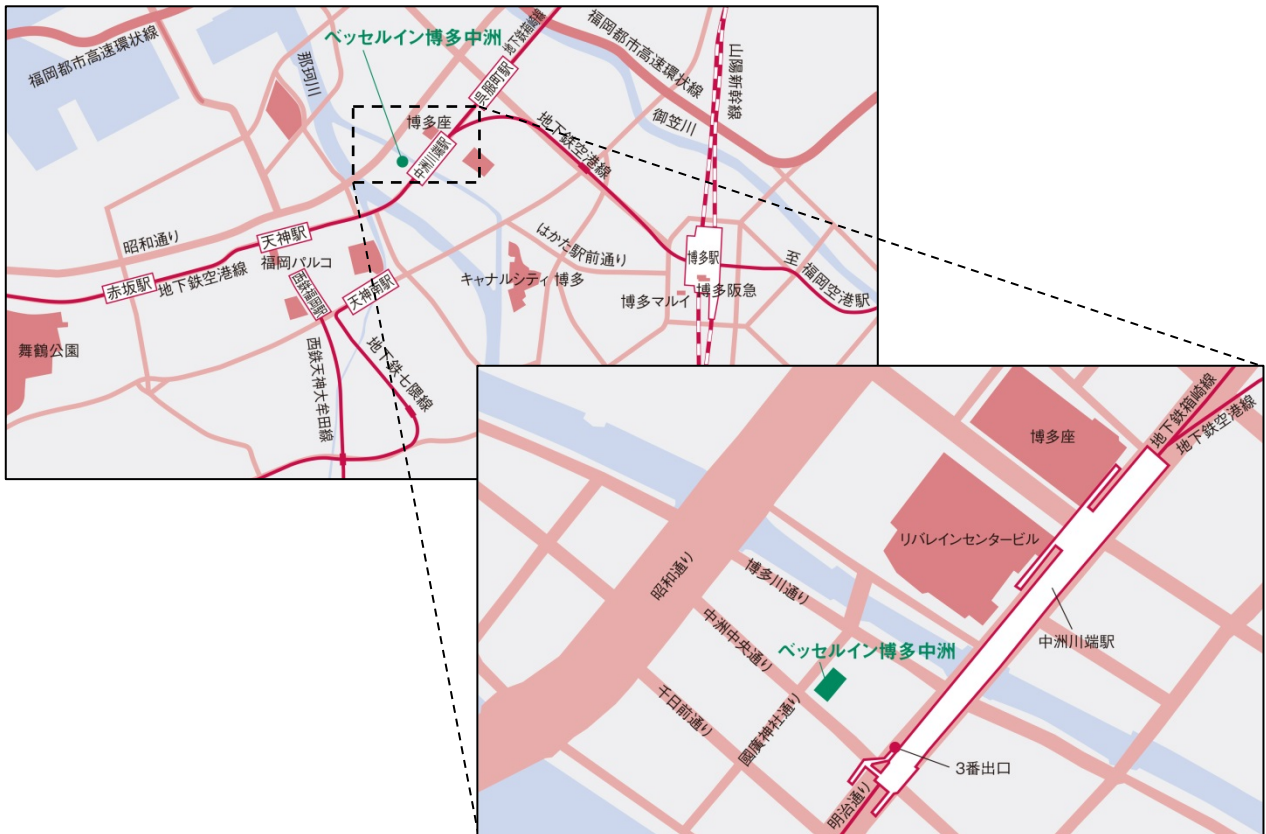 福岡都市高速環状線
那珂川
ベッセルイン博多中洲
地下鉄箱崎線
呉服町駅
福岡都市高速環状線
山陽新幹線
御笠川
博多座
中洲川端駅
地下鉄空港線
昭和通り
天神駅
福岡パルコ
赤坂駅
地下鉄空港線
西鉄福岡駅
天神南駅
はかた駅前通り
キャナルシティ博多
博多駅
博多マルイ
博多阪急
至 福岡空港駅
舞鶴公園
西鉄天神大牟田線
地下鉄七隈線
地下鉄箱崎線
地下鉄空港線
博多座
リバレインセンタービル
昭和通り
博多川通り
中洲中央通り
中洲川端駅
ベッセルイン博多中洲
千日前通り
國廣神社通り
3番出口
明治通り